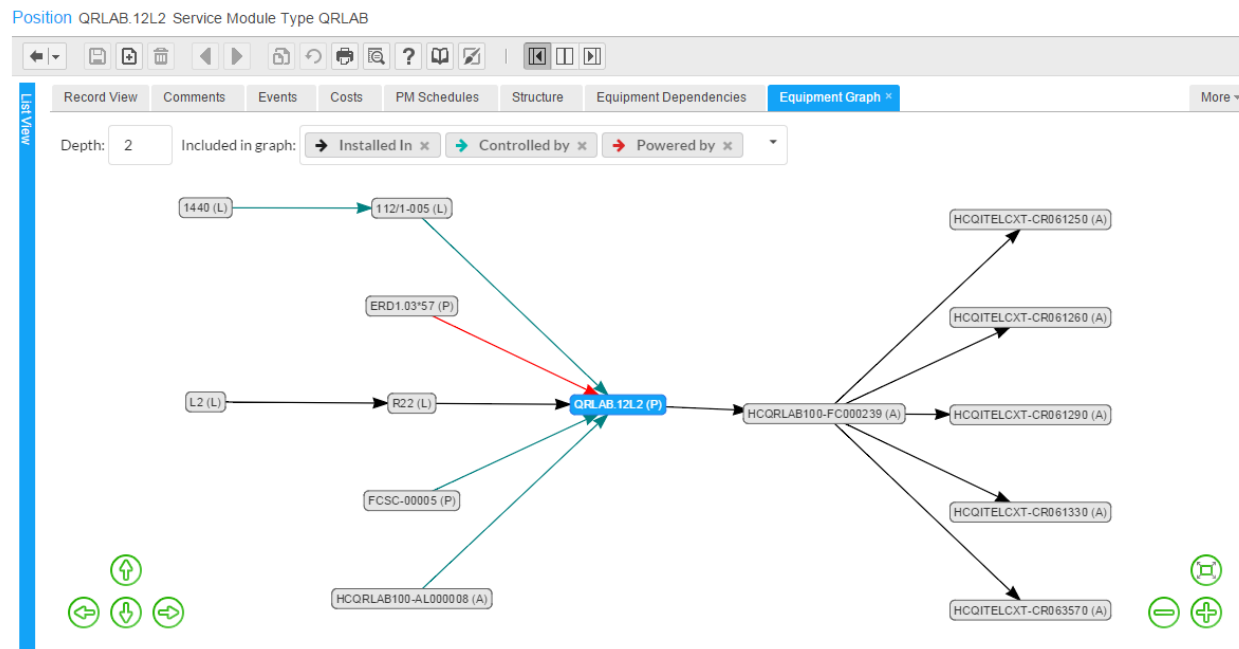 Position QRLAB.12L2 Service Module Type QRLAB
List View
Record View Comments Events Costs PM Schedules Structure Equipment Dependencies Equipment Graph × More
Depth: 2 Included in graph: Installed In × Controlled by × Powered by ×
1440 (L)
112/1-005 (L)
HCQITELCXT-CR061250 (A)
ERD1.03*57 (P)
HCQITELCXT-CR061260 (A)
L2 (L)
R22 (L)
QRLAB.12L2 (P)
HCQRLAB100-FC000239 (A)
HCQITELCXT-CR061290 (A)
FCSC-00005 (P)
HCQITELCXT-CR061330 (A)
HCQRLAB100-AL000008 (A)
HCQITELCXT-CR063570 (A)